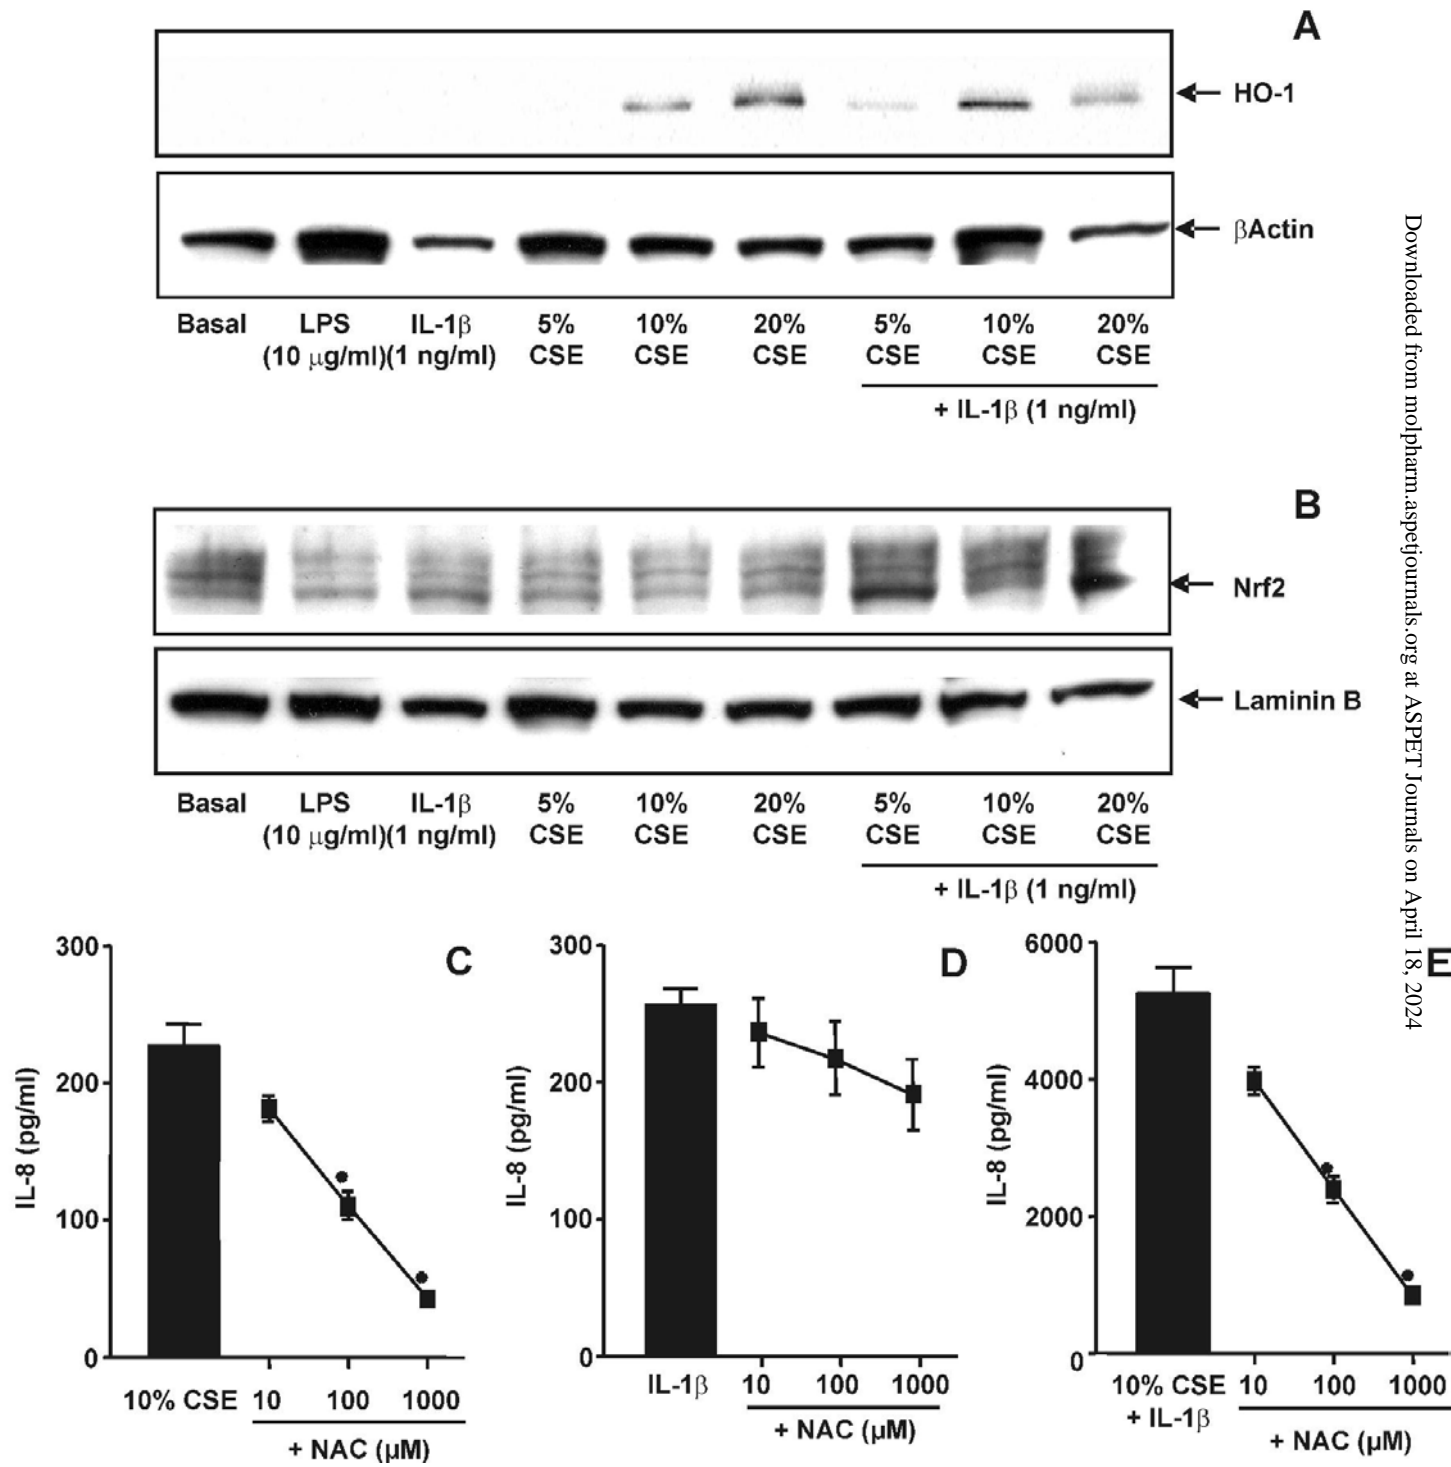 A
HO-1
βActin
Basal LPS IL-1β 5% 10% 20% 5% 10% 20%
(10 µg/ml) (1 ng/ml) CSE CSE CSE CSE CSE CSE
+ IL-1β (1 ng/ml)
B
Nrf2
Laminin B
Basal LPS IL-1β 5% 10% 20% 5% 10% 20%
(10 µg/ml) (1 ng/ml) CSE CSE CSE CSE CSE CSE
+ IL-1β (1 ng/ml)
C
300
200
100
0
IL-8 (pg/ml)
10% CSE 10 100 1000
+ NAC (µM)
D
300
200
100
0
IL-8 (pg/ml)
IL-1β 10 100 1000
+ NAC (µM)
E
6000
4000
2000
0
IL-8 (pg/ml)
10% CSE 10 100 1000
+ IL-1β
+ NAC (µM)
Downloaded from molpharm.aspetjournals.org at ASPET Journals on April 18, 2024